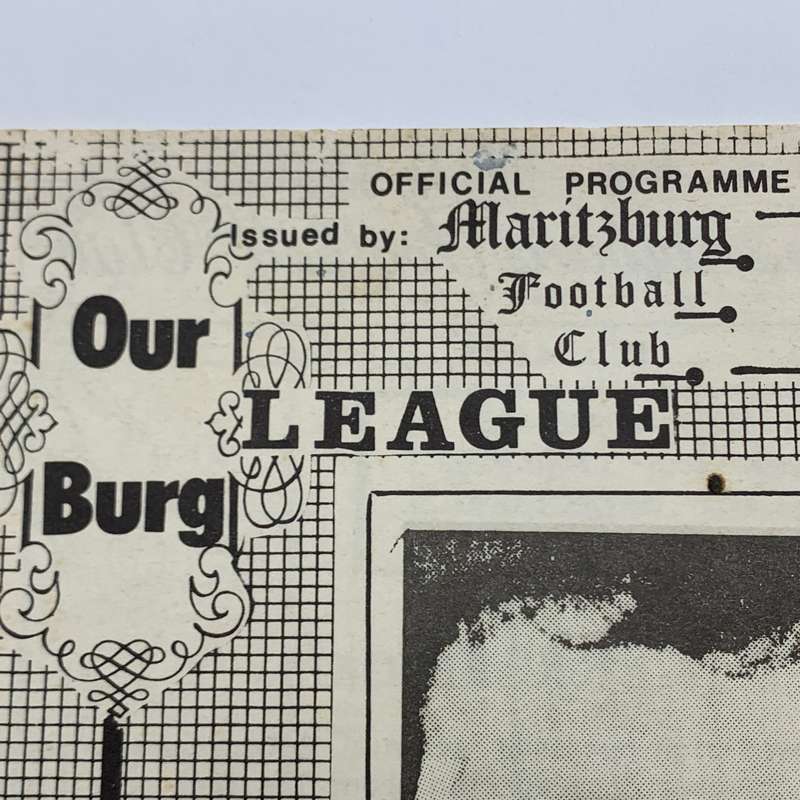 OFFICIAL PROGRAMME
Issued by: Maritzburg
Football
Club
Our
LEAGUE
Burg